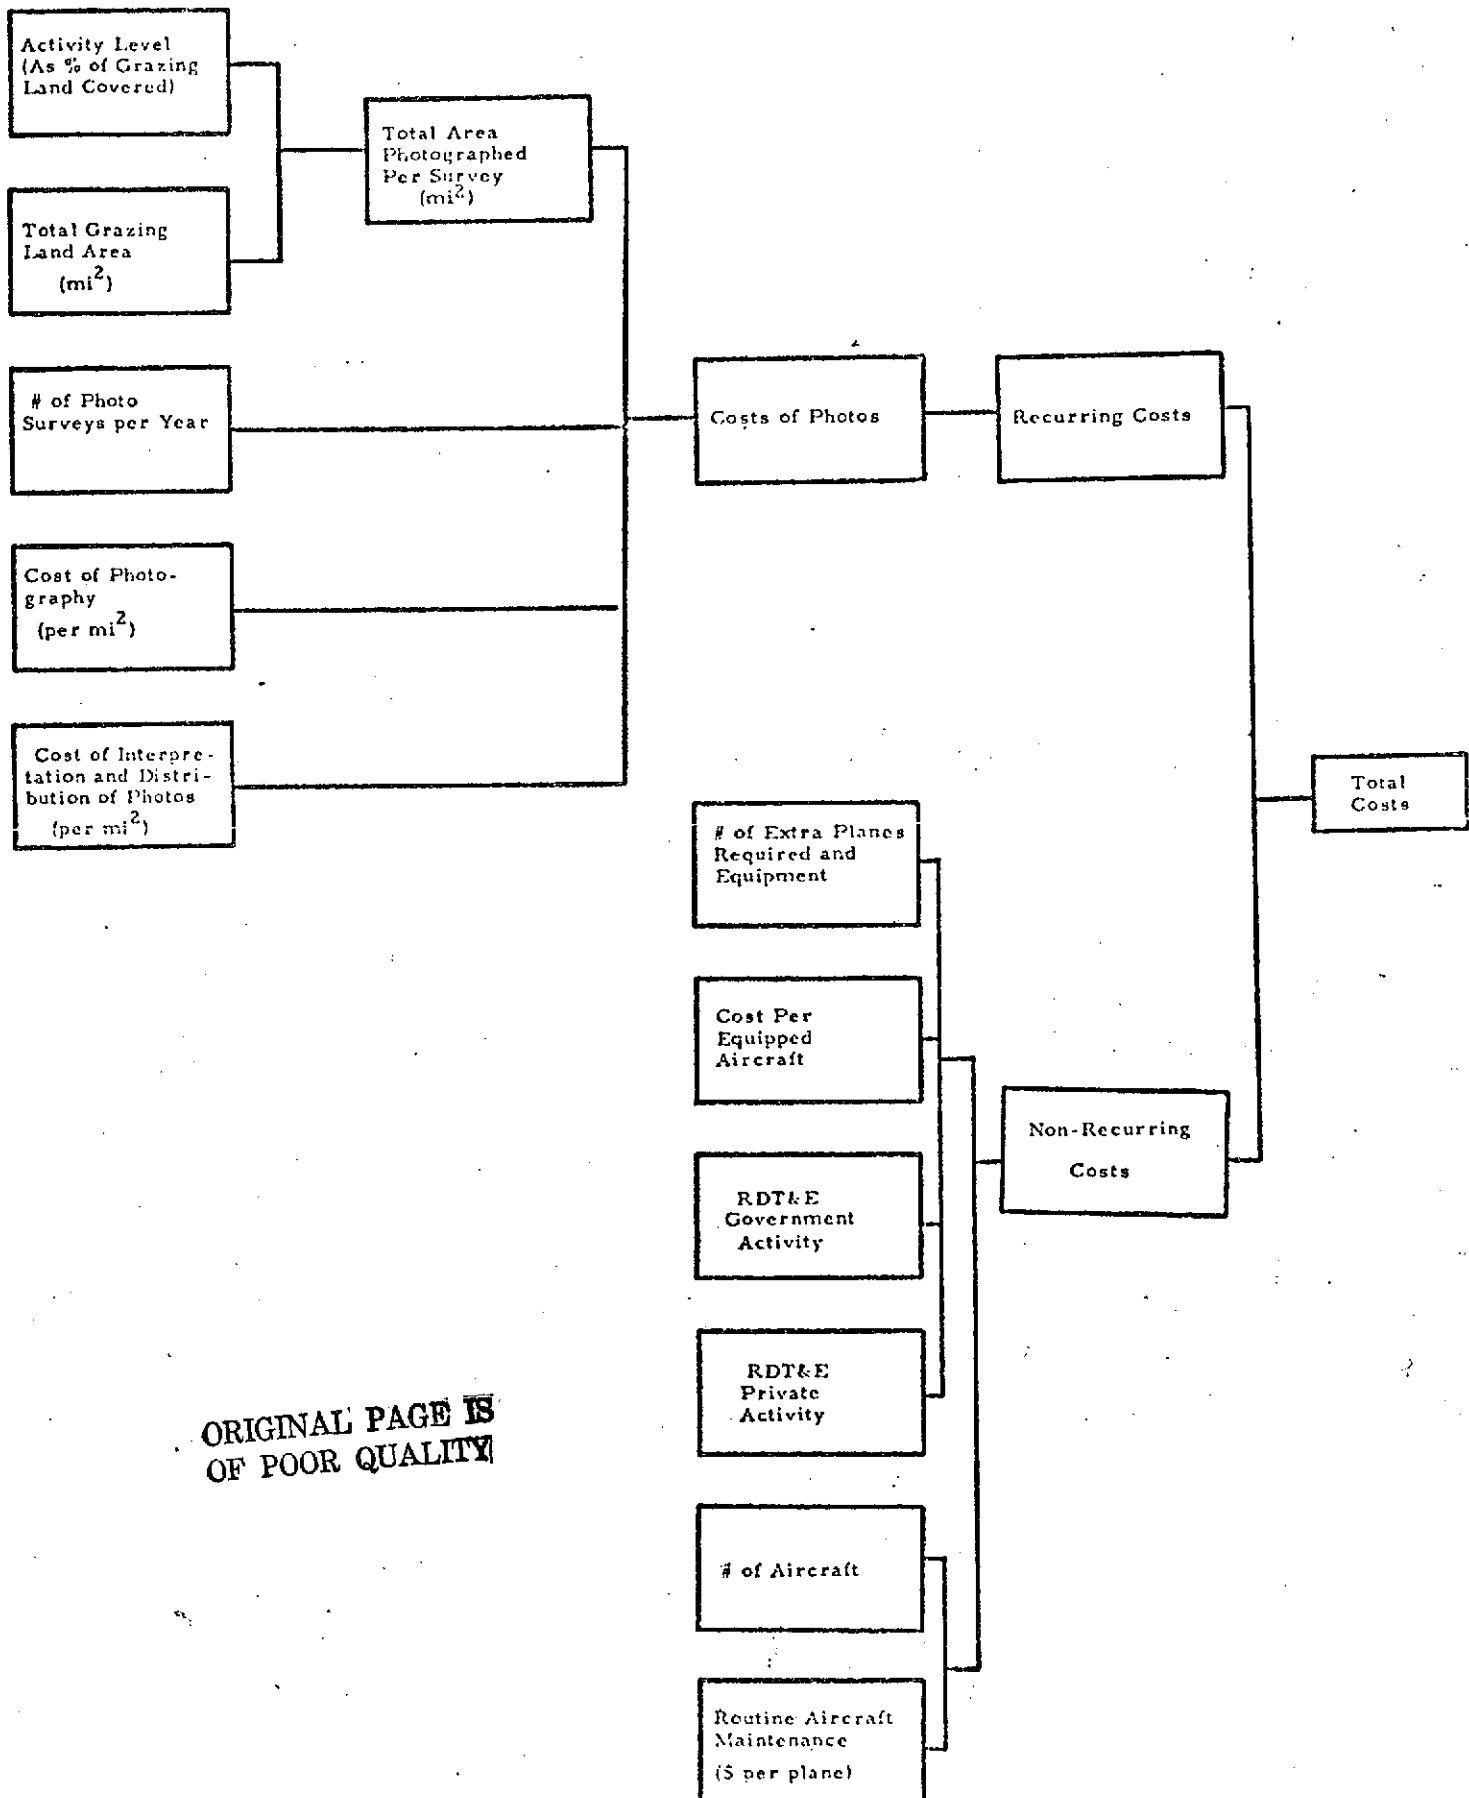 Activity Level
(As % of Grazing
Land Covered)
Total Area
Photographed
Per Survey
(mi²)
Total Grazing
Land Area
(mi²)
# of Photo
Surveys per Year
Costs of Photos
Recurring Costs
Cost of Photo-
graphy
(per mi²)
Cost of Interpre-
tation and Distri-
bution of Photos
(per mi²)
Total
Costs
# of Extra Planes
Required and
Equipment
Cost Per
Equipped
Aircraft
Non-Recurring
Costs
RDT&E
Government
Activity
RDT&E
Private
Activity
ORIGINAL PAGE IS
OF POOR QUALITY
# of Aircraft
Routine Aircraft
Maintenance
($ per plane)